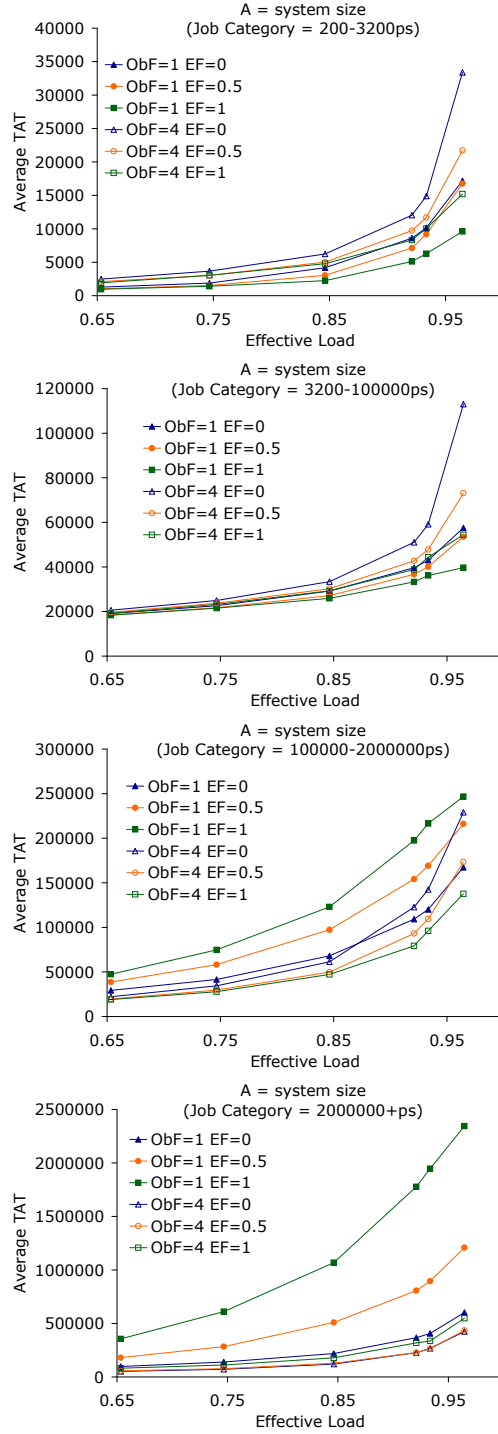 A = system size
(Job Category = 200-3200ps)
40000
35000
30000
25000
20000
15000
10000
5000
0
Average TAT
ObF=1 EF=0
ObF=1 EF=0.5
ObF=1 EF=1
ObF=4 EF=0
ObF=4 EF=0.5
ObF=4 EF=1
0.65 0.75 0.85 0.95
Effective Load
A = system size
(Job Category = 3200-100000ps)
120000
100000
80000
60000
40000
20000
0
Average TAT
ObF=1 EF=0
ObF=1 EF=0.5
ObF=1 EF=1
ObF=4 EF=0
ObF=4 EF=0.5
ObF=4 EF=1
0.65 0.75 0.85 0.95
Effective Load
A = system size
(Job Category = 100000-2000000ps)
300000
250000
200000
150000
100000
50000
0
Average TAT
ObF=1 EF=0
ObF=1 EF=0.5
ObF=1 EF=1
ObF=4 EF=0
ObF=4 EF=0.5
ObF=4 EF=1
0.65 0.75 0.85 0.95
Effective Load
A = system size
(Job Category = 2000000+ps)
2500000
2000000
1500000
1000000
500000
0
Average TAT
ObF=1 EF=0
ObF=1 EF=0.5
ObF=1 EF=1
ObF=4 EF=0
ObF=4 EF=0.5
ObF=4 EF=1
0.65 0.75 0.85 0.95
Effective Load